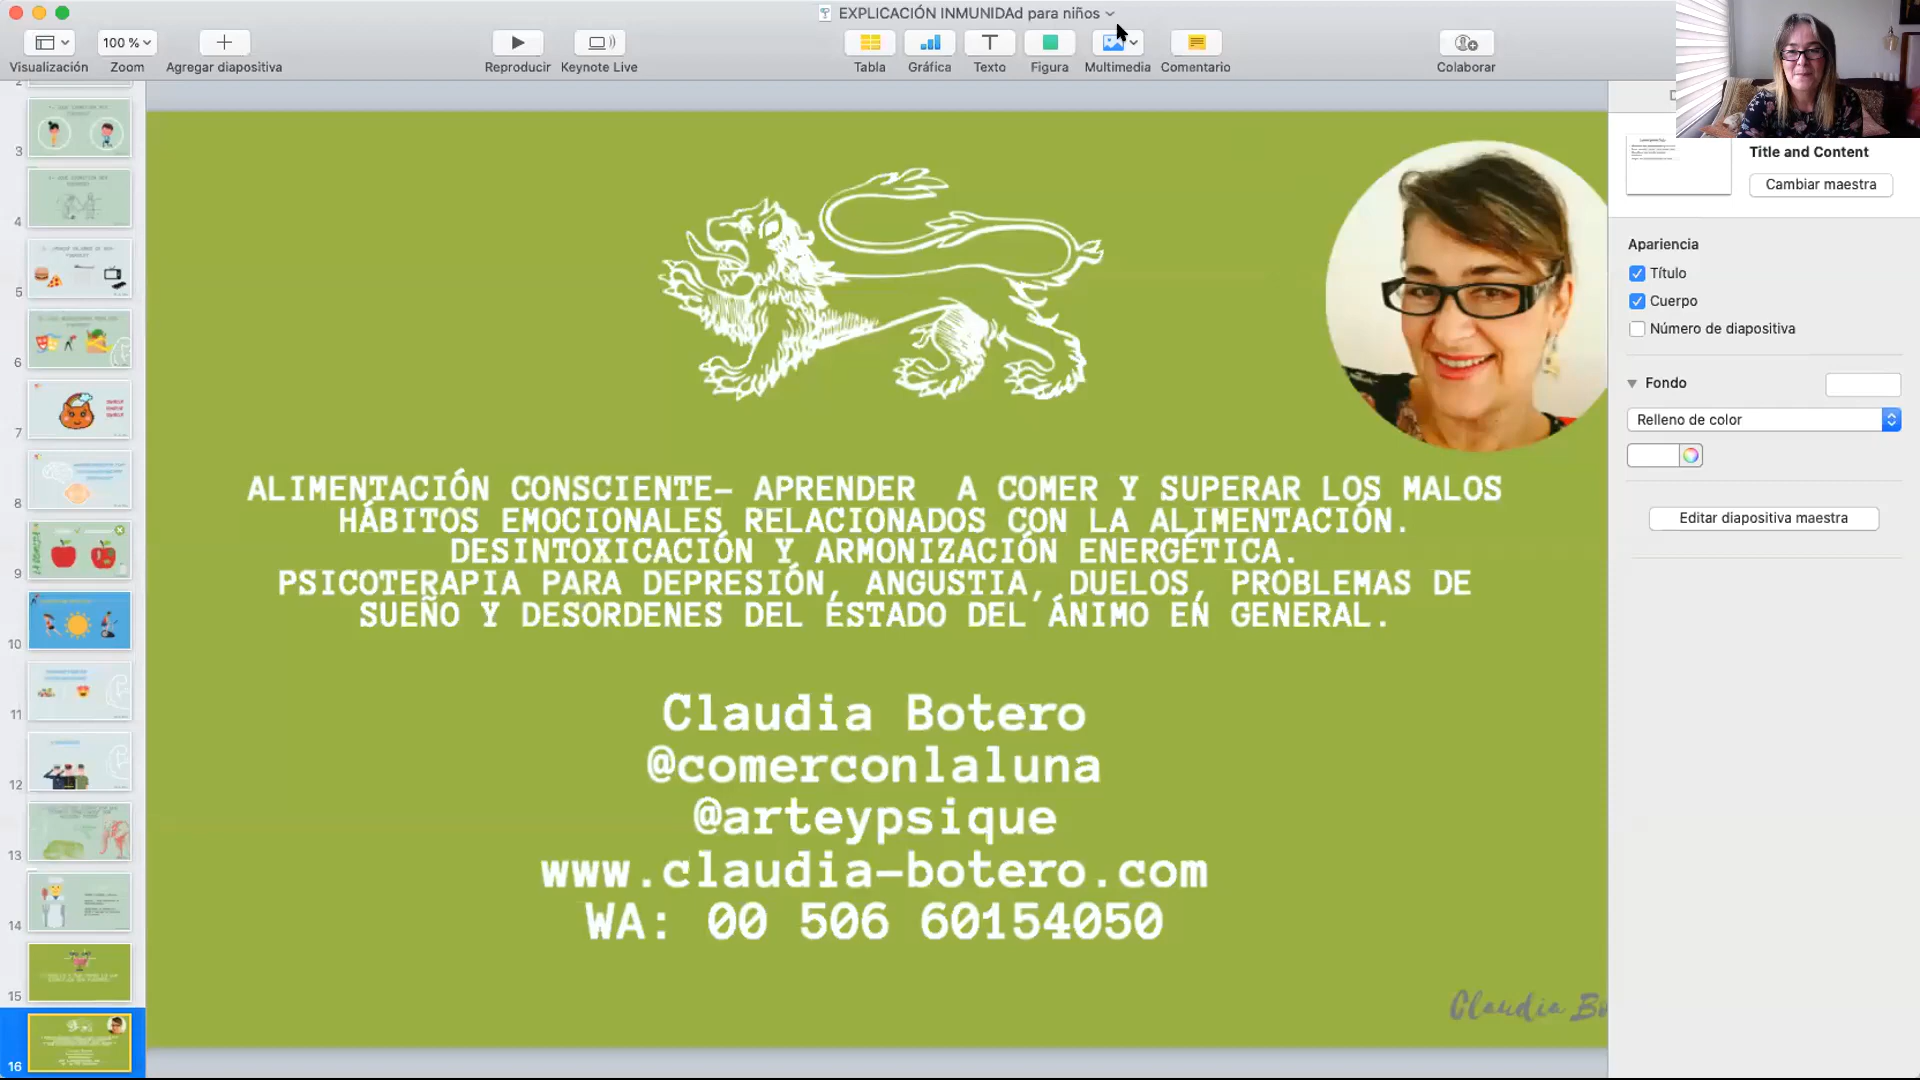 EXPLICACIÓN INMUNIDAd para niños
100 %
Visualización
Zoom
Agregar diapositiva
Reproducir
Keynote Live
Tabla
Gráfica
Texto
Figura
Multimedia
Comentario
Colaborar
2
3
4
5
6
7
8
9
10
11
12
13
14
15
16
ALIMENTACIÓN CONSCIENTE– APRENDER A COMER Y SUPERAR LOS MALOS
HÁBITOS EMOCIONALES RELACIONADOS CON LA ALIMENTACIÓN.
DESINTOXICACIÓN Y ARMONIZACIÓN ENERGÉTICA.
PSICOTERAPIA PARA DEPRESIÓN, ANGUSTIA, DUELOS, PROBLEMAS DE
SUEÑO Y DESORDENES DEL ESTADO DEL ÁNIMO EN GENERAL.
Claudia Botero
@comerconlaluna
@arteypsique
www.claudia-botero.com
WA: 00 506 60154050
Claudia
Title and Content
Cambiar maestra
Apariencia
Título
Cuerpo
Número de diapositiva
Fondo
Relleno de color
Editar diapositiva maestra